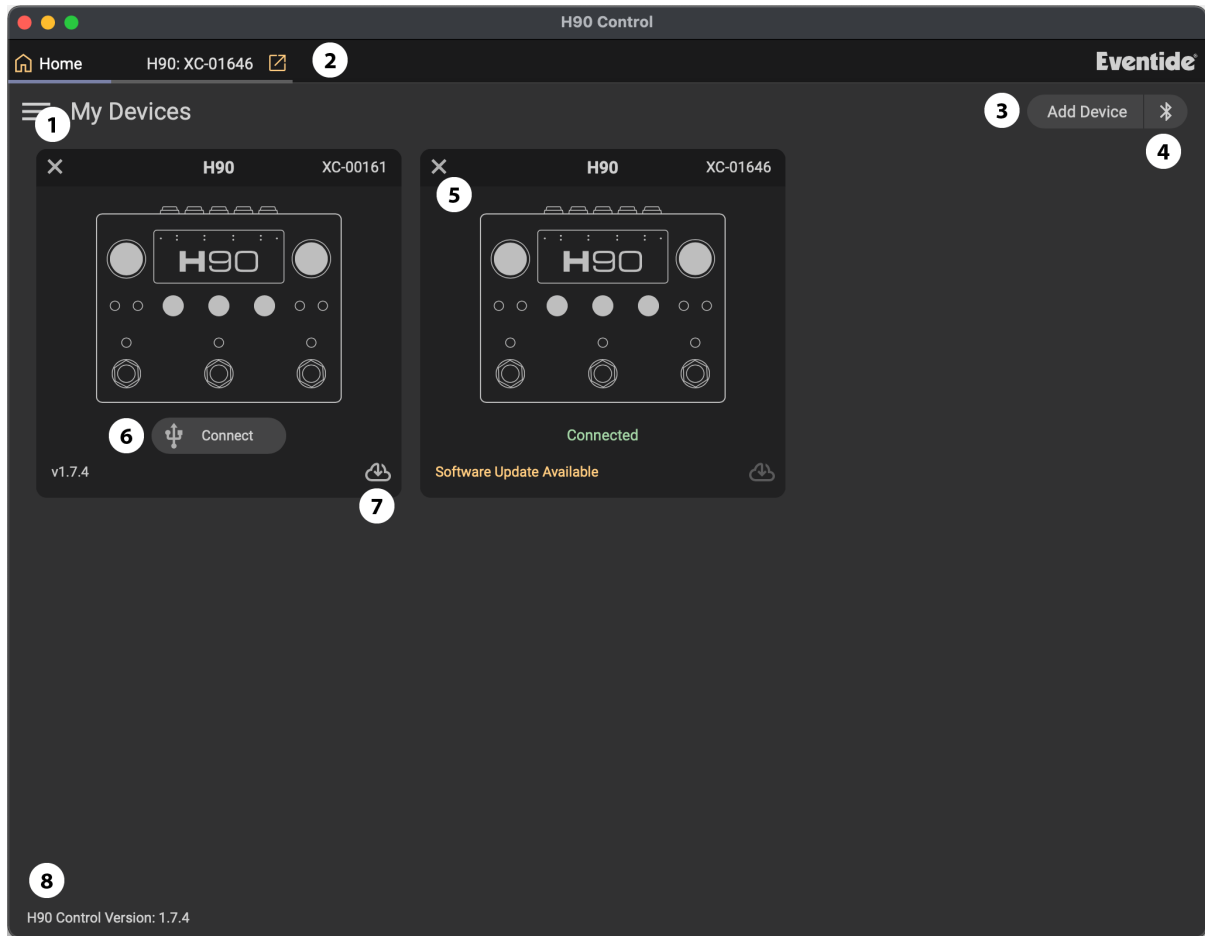 H90 Control
Home H90: XC-01646 2 Eventide
1 My Devices 3 Add Device 4
H90 XC-00161
H90
6 Connect
v1.7.4
7
5 H90 XC-01646
H90
Connected
Software Update Available
8
H90 Control Version: 1.7.4